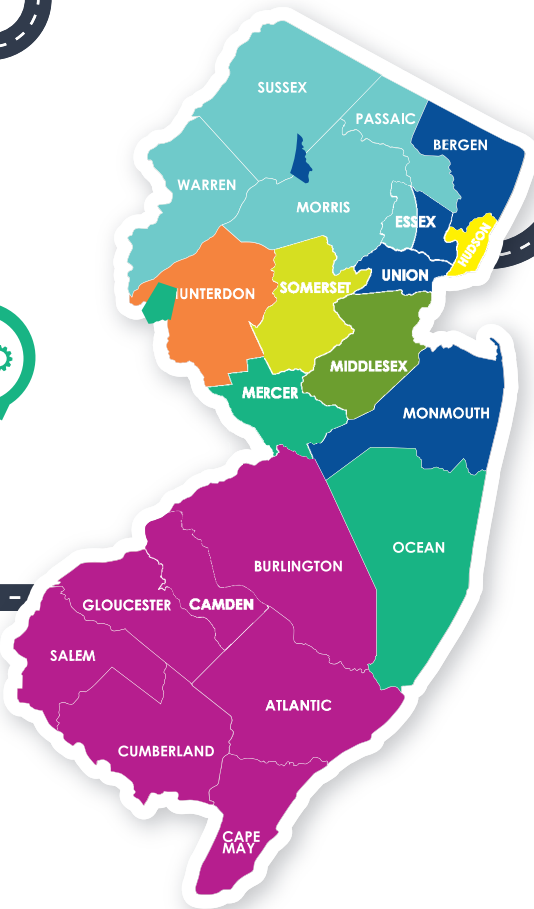 SUSSEX
PASSAIC
BERGEN
WARREN
MORRIS
ESSEX
HUDSON
UNION
SOMERSET
UNTERDON
MIDDLESEX
MERCER
MONMOUTH
OCEAN
BURLINGTON
GLOUCESTER
CAMDEN
SALEM
ATLANTIC
CUMBERLAND
CAPE
MAY